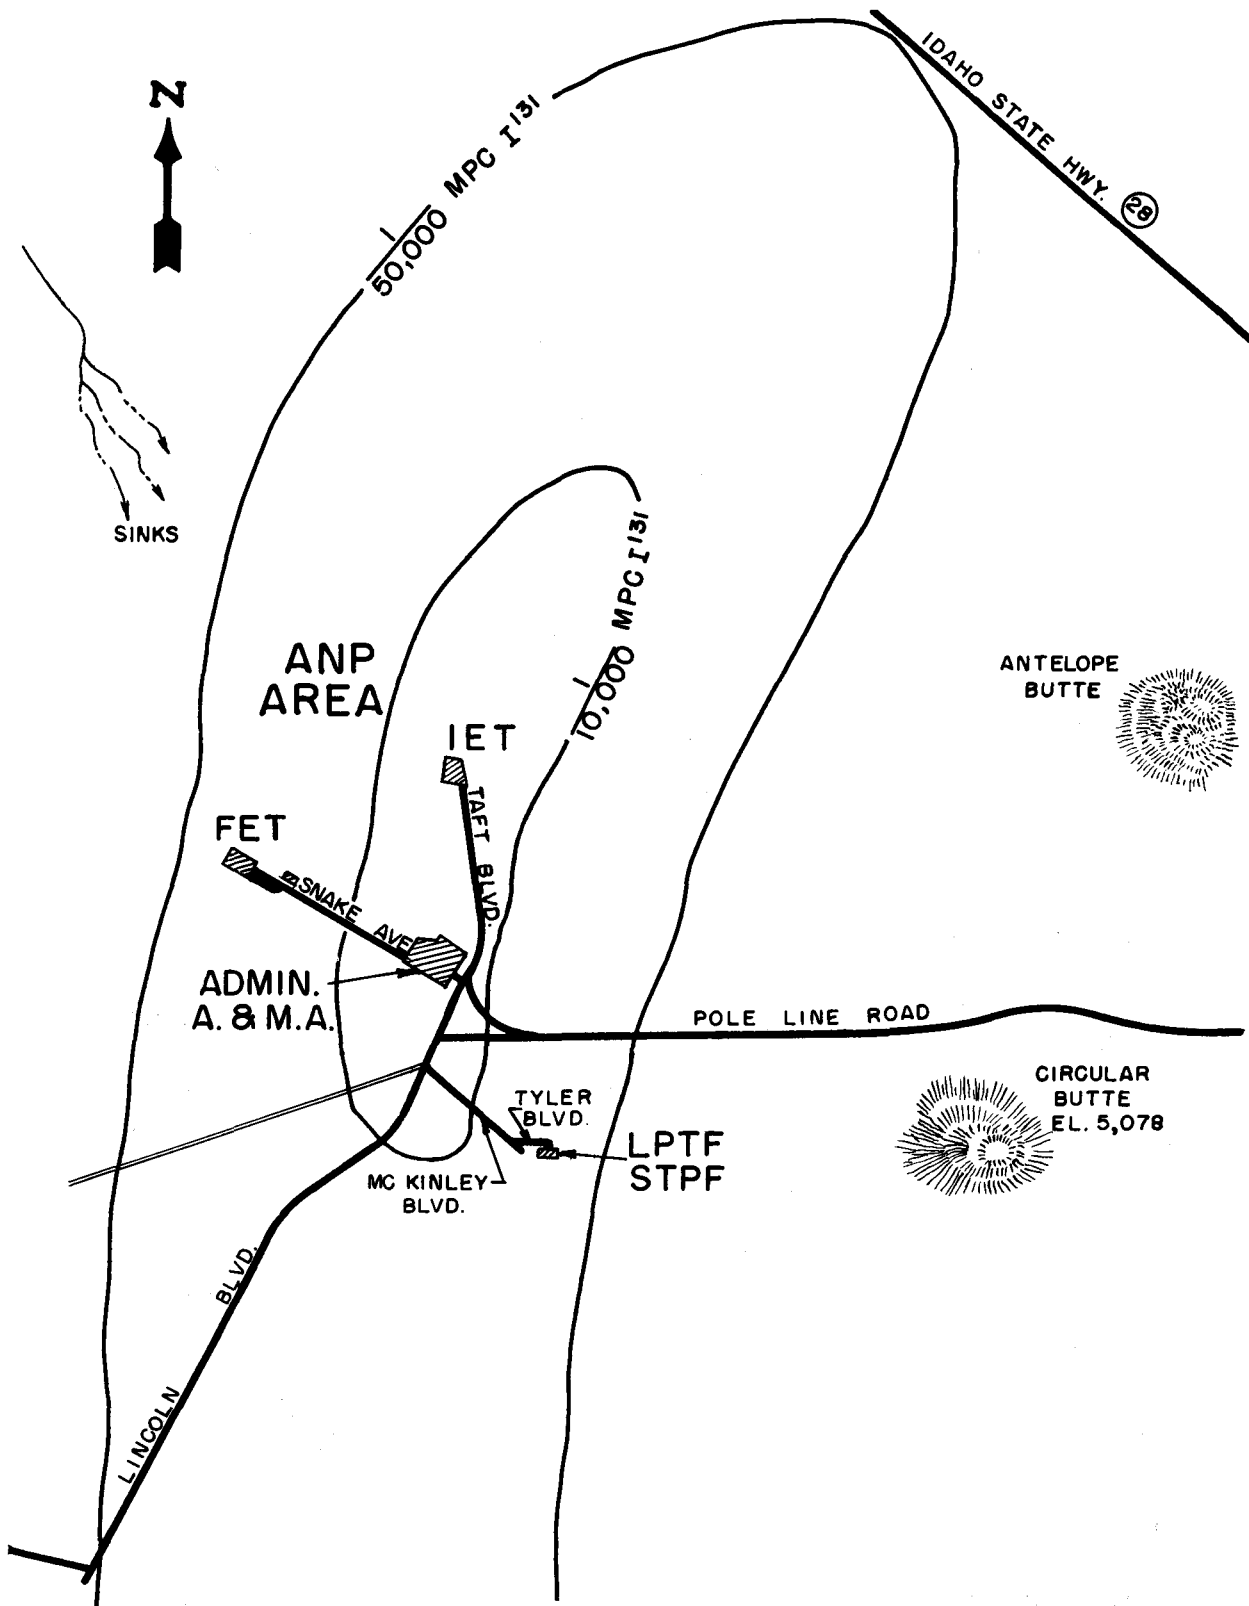 N
IDAHO STATE HWY. 28
1
50,000 MPC I¹³¹
SINKS
1
10,000 MPC I¹³¹
ANP
AREA
ANTELOPE
BUTTE
IET
TAFT BLVD.
FET
SNAKE AVE
ADMIN.
A. & M.A.
POLE LINE ROAD
CIRCULAR
BUTTE
EL. 5,078
TYLER
BLVD.
LPTF
STPF
MC KINLEY
BLVD.
LINCOLN BLVD.